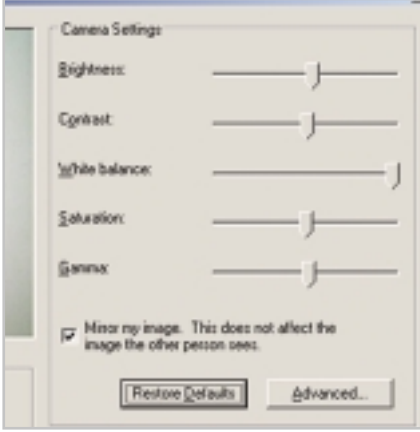 Camera Settings
Brightness:
Contrast:
White balance:
Saturation:
Gamma:
Mirror my image. This does not affect the
image the other person sees.
Restore Defaults
Advanced...